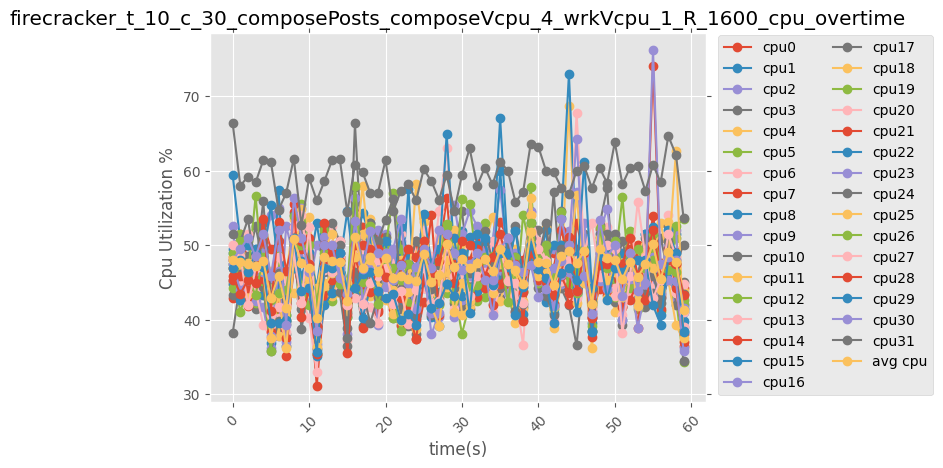 firecracker_t_10_c_30_composePosts_composeVcpu_4_wrkVcpu_1_R_1600_cpu_overtime
Cpu Utilization %
70
60
50
40
30
0
10
20
30
40
50
60
time(s)
cpu0
cpu1
cpu2
cpu3
cpu4
cpu5
cpu6
cpu7
cpu8
cpu9
cpu10
cpu11
cpu12
cpu13
cpu14
cpu15
cpu16
cpu17
cpu18
cpu19
cpu20
cpu21
cpu22
cpu23
cpu24
cpu25
cpu26
cpu27
cpu28
cpu29
cpu30
cpu31
avg cpu